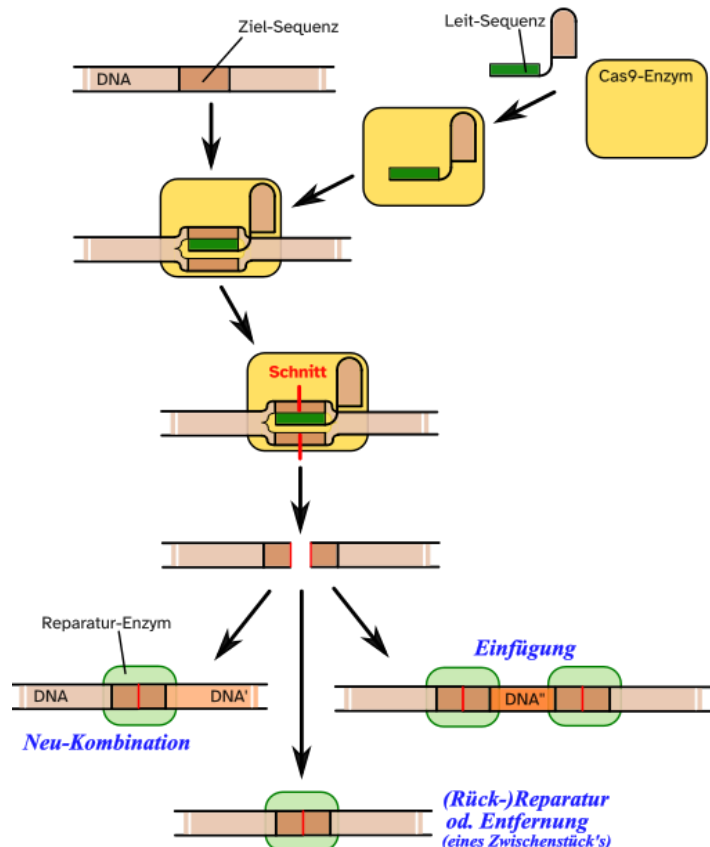 Ziel-Sequenz
Leit-Sequenz
DNA
Cas9-Enzym
Schnitt
Reparatur-Enzym
Einfügung
DNA
DNA'
DNA"
Neu-Kombination
(Rück-)Reparatur
od. Entfernung
(eines Zwischenstück's)